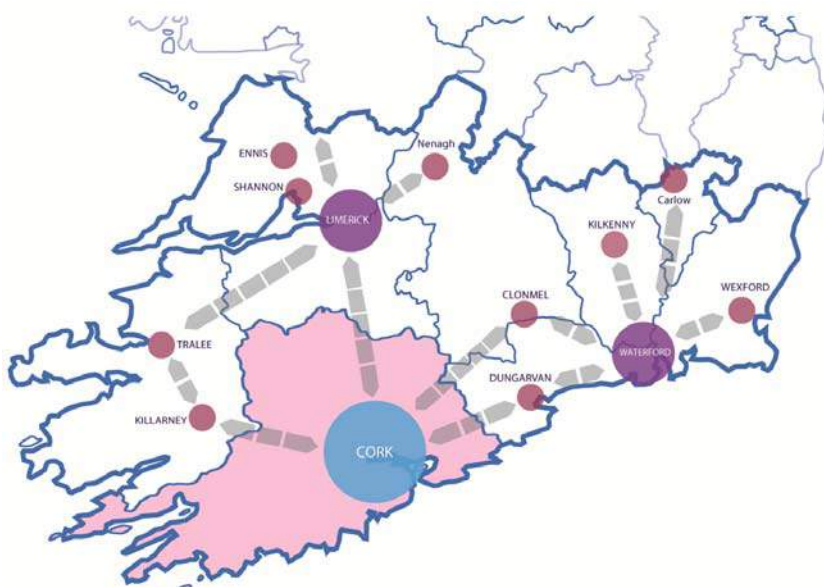 Nenagh
ENNIS
SHANNON
Carlow
LIMERICK
KILKENNY
WEXFORD
CLONMEL
TRALEE
WATERFORD
DUNGARVAN
KILLARNEY
CORK